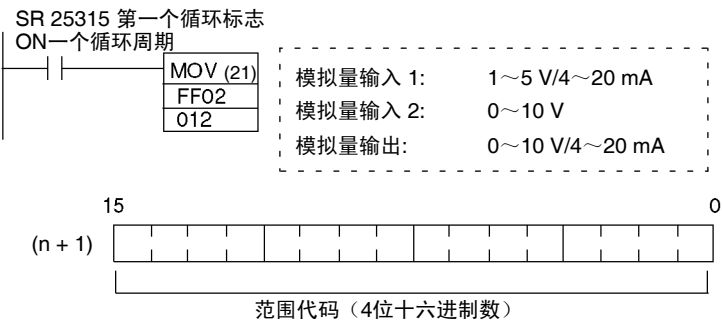 SR 25315 第一个循环标志
ON一个循环周期
MOV (21)
FF02
012
模拟量输入 1: 1～5 V/4～20 mA
模拟量输入 2: 0～10 V
模拟量输出: 0～10 V/4～20 mA
15 0
(n + 1)
范围代码（4位十六进制数）